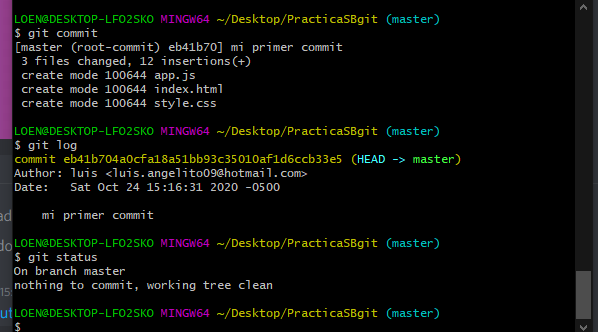 LOEN@DESKTOP-LFO2SKO MINGW64 ~/Desktop/PracticaSBgit (master)
$ git commit
[master (root-commit) eb41b70] mi primer commit
 3 files changed, 12 insertions(+)
 create mode 100644 app.js
 create mode 100644 index.html
 create mode 100644 style.css

LOEN@DESKTOP-LFO2SKO MINGW64 ~/Desktop/PracticaSBgit (master)
$ git log
commit eb41b704a0cfa18a51bb93c35010af1d6ccb33e5 (HEAD -> master)
Author: luis <luis.angelito09@hotmail.com>
Date:   Sat Oct 24 15:16:31 2020 -0500

    mi primer commit

LOEN@DESKTOP-LFO2SKO MINGW64 ~/Desktop/PracticaSBgit (master)
$ git status
On branch master
nothing to commit, working tree clean

LOEN@DESKTOP-LFO2SKO MINGW64 ~/Desktop/PracticaSBgit (master)
$